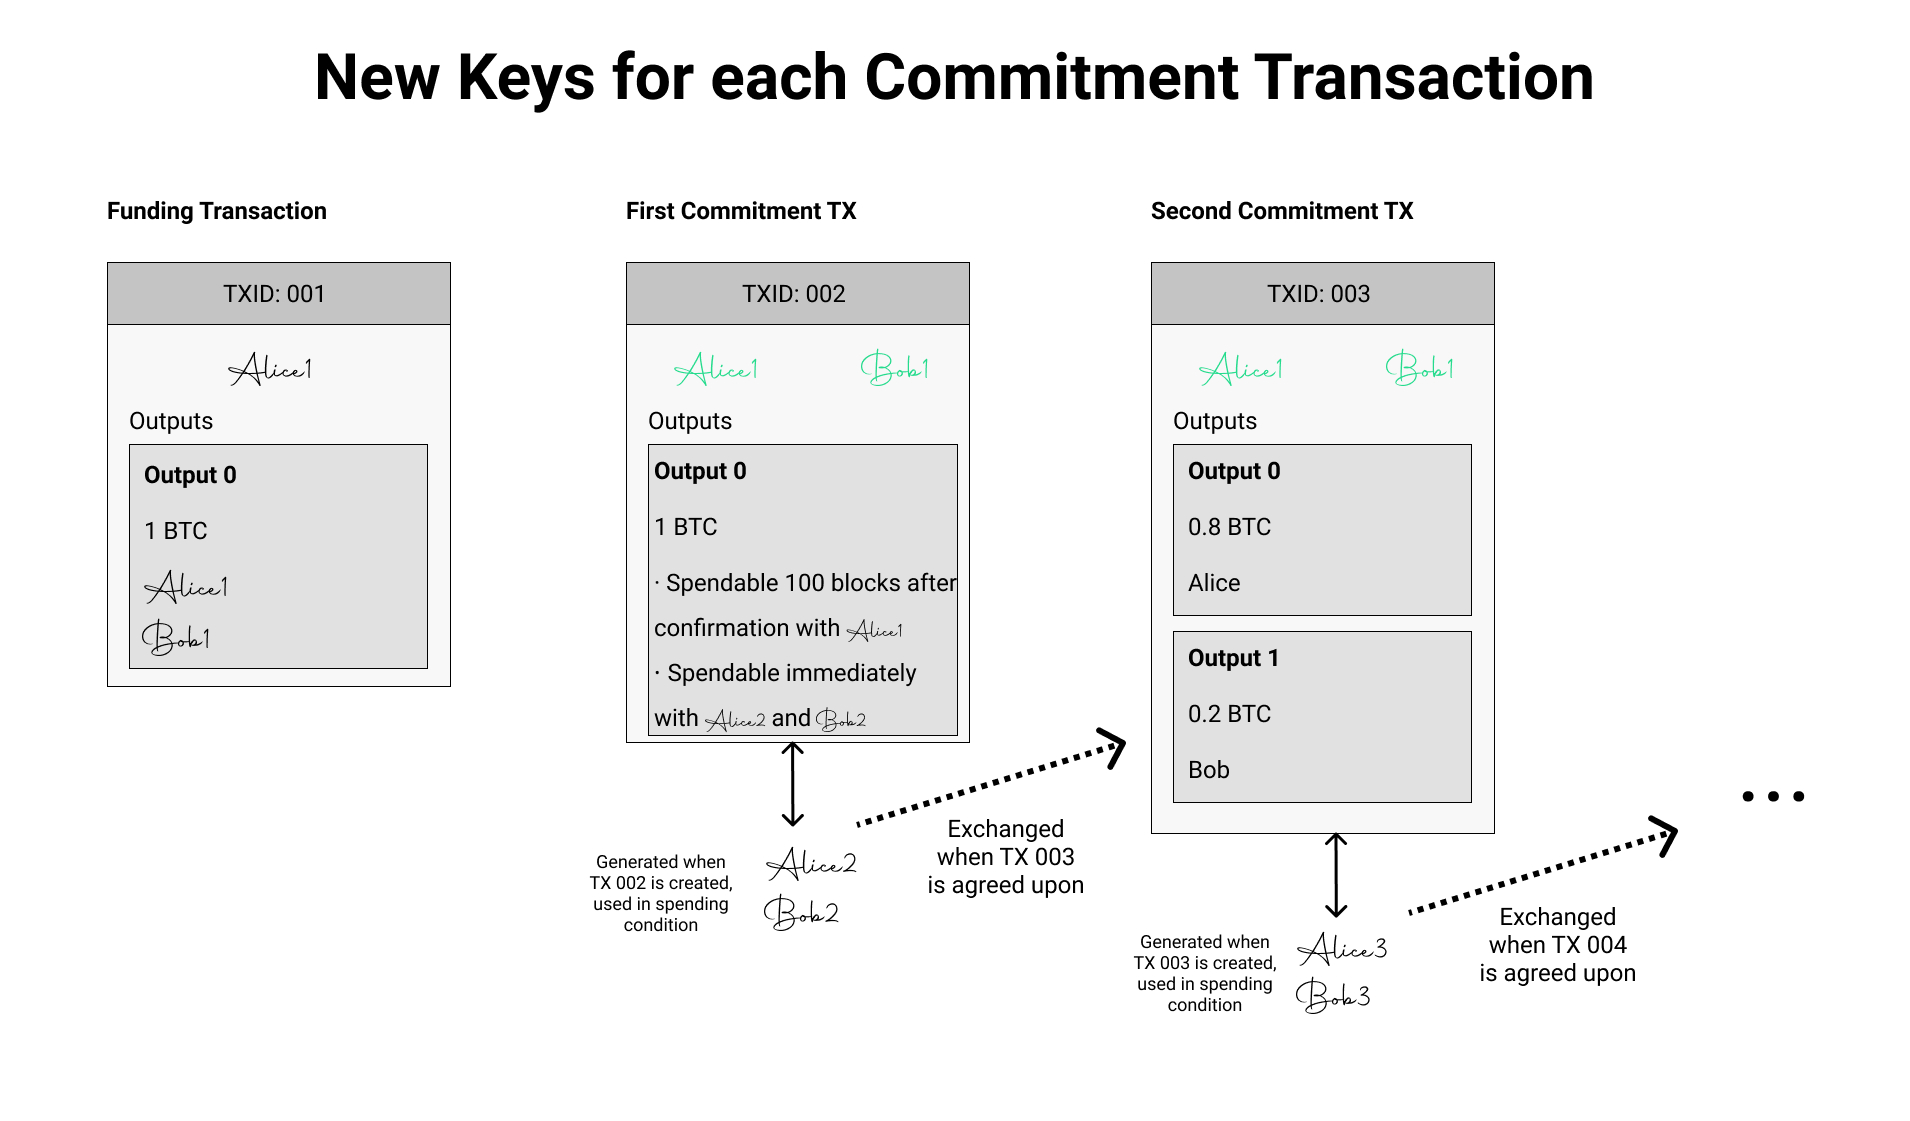 New Keys for each Commitment Transaction
Funding Transaction
TXID: 001
Alice1
Outputs
Output 0
1 BTC
Alice1
Bob1
First Commitment TX
TXID: 002
Alice1 Bob1
Outputs
Output 0
1 BTC
· Spendable 100 blocks after
confirmation with Alice1
· Spendable immediately
with Alice2 and Bob2
Generated when
TX 002 is created,
used in spending
condition
Alice2
Bob2
Exchanged
when TX 003
is agreed upon
Second Commitment TX
TXID: 003
Alice1 Bob1
Outputs
Output 0
0.8 BTC
Alice
Output 1
0.2 BTC
Bob
Generated when
TX 003 is created,
used in spending
condition
Alice3
Bob3
Exchanged
when TX 004
is agreed upon
...